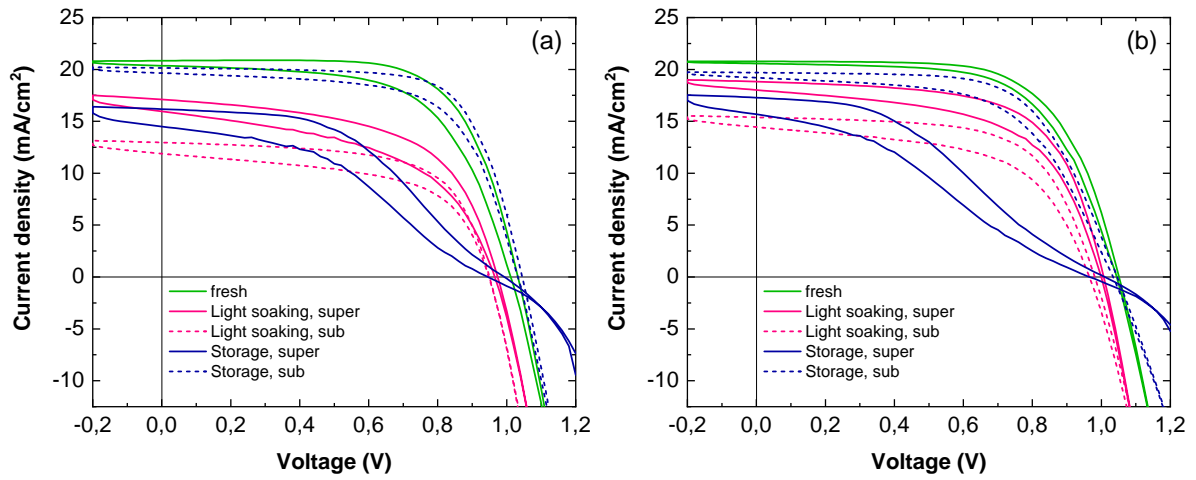 (a)
25
20
15
10
5
0
-5
-10
Current density (mA/cm²)
fresh
Light soaking, super
Light soaking, sub
Storage, super
Storage, sub
-0,2 0,0 0,2 0,4 0,6 0,8 1,0 1,2
Voltage (V)
(b)
25
20
15
10
5
0
-5
-10
Current density (mA/cm²)
fresh
Light soaking, super
Light soaking, sub
Storage, super
Storage, sub
-0,2 0,0 0,2 0,4 0,6 0,8 1,0 1,2
Voltage (V)